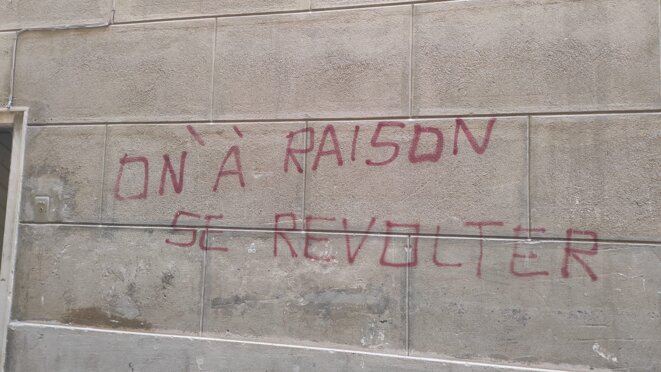 ON À RAISON
SE REVOLTER